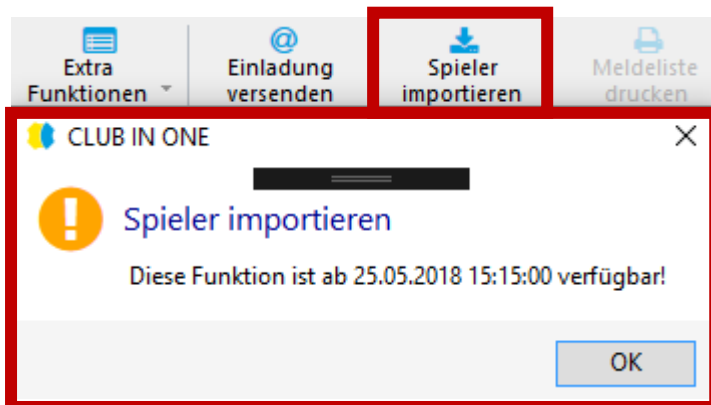 @
Extra Funktionen
Einladung versenden
Spieler importieren
Meldeliste drucken
CLUB IN ONE
Spieler importieren
Diese Funktion ist ab 25.05.2018 15:15:00 verfügbar!
OK